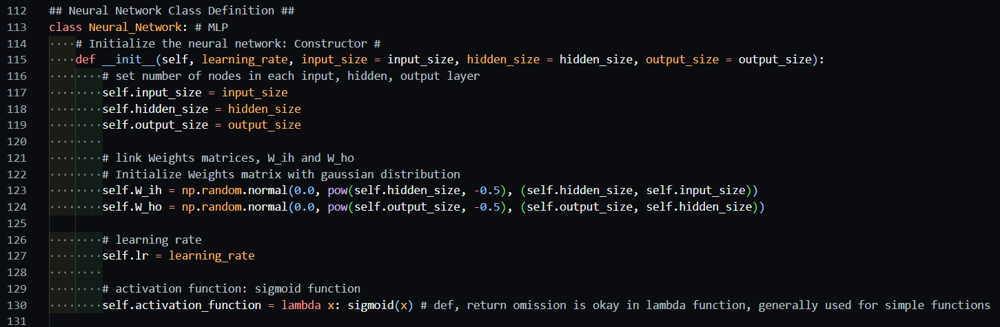 112 ## Neural Network Class Definition ##
113 class Neural_Network: # MLP
114     # Initialize the neural network: Constructor #
115     def __init__(self, learning_rate, input_size = input_size, hidden_size = hidden_size, output_size = output_size):
116         # set number of nodes in each input, hidden, output layer
117         self.input_size = input_size
118         self.hidden_size = hidden_size
119         self.output_size = output_size
120
121         # link Weights matrices, W_ih and W_ho
122         # Initialize Weights matrix with gaussian distribution
123         self.W_ih = np.random.normal(0.0, pow(self.hidden_size, -0.5), (self.hidden_size, self.input_size))
124         self.W_ho = np.random.normal(0.0, pow(self.output_size, -0.5), (self.output_size, self.hidden_size))
125
126         # learning rate
127         self.lr = learning_rate
128
129         # activation function: sigmoid function
130         self.activation_function = lambda x: sigmoid(x) # def, return omission is okay in lambda function, generally used for simple functions
131